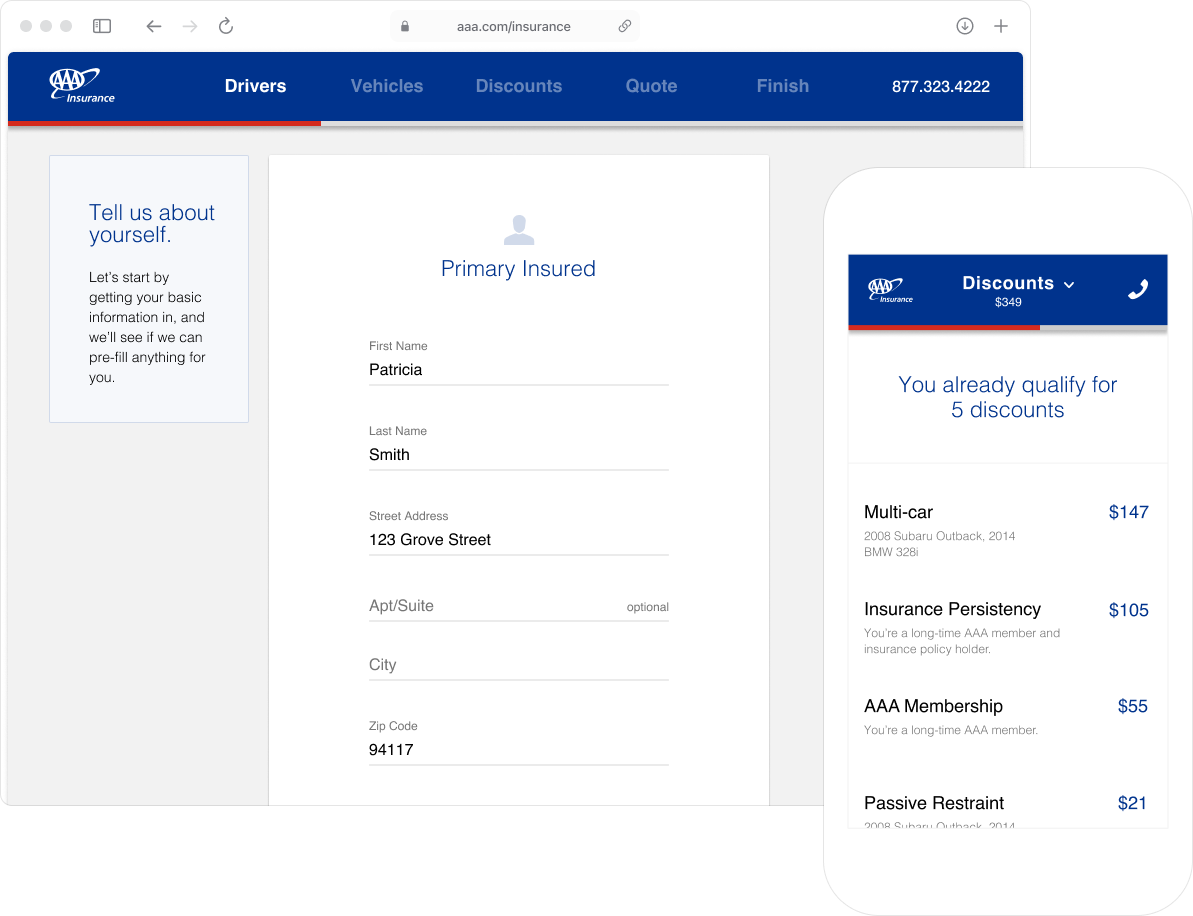 aaa.com/insurance
AAA
Insurance
Drivers
Vehicles
Discounts
Quote
Finish
877.323.4222
Tell us about
yourself.
Let’s start by
getting your basic
information in, and
we’ll see if we can
pre-fill anything for
you.
Primary Insured
First Name
Patricia
Last Name
Smith
Street Address
123 Grove Street
Apt/Suite
optional
City
Zip Code
94117
AAA
Insurance
Discounts
$349
You already qualify for
5 discounts
Multi-car
$147
2008 Subaru Outback, 2014
BMW 328i
Insurance Persistency
$105
You’re a long-time AAA member and
insurance policy holder.
AAA Membership
$55
You’re a long-time AAA member.
Passive Restraint
$21
2008 Subaru Outback, 2014